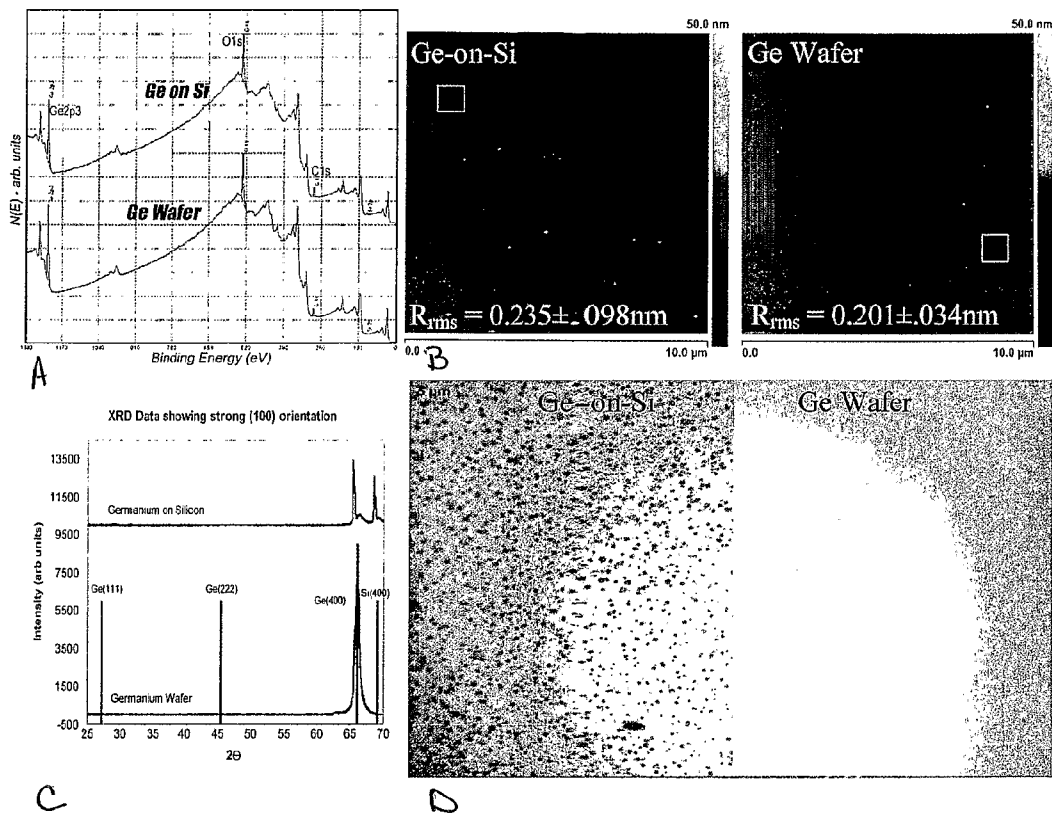 N(E) - arb. units
O1s
Ge on Si
Ge2p3
C1s
Ge Wafer
Binding Energy (eV)
A
50.0 nm
Ge-on-Si
Rrms = 0.235±.098nm
0.0
10.0 µm
B
50.0 nm
Ge Wafer
Rrms = 0.201±.034nm
0.0
10.0 µm
XRD Data showing strong (100) orientation
Intensity (arb units)
13500
11500
9500
7500
5500
3500
1500
-500
Germanium on Silicon
Ge(111)
Ge(222)
Ge(400)
Si(400)
Germanium Wafer
25
30
35
40
45
50
55
60
65
70
2Θ
C
Ge-on-Si
Ge Wafer
D